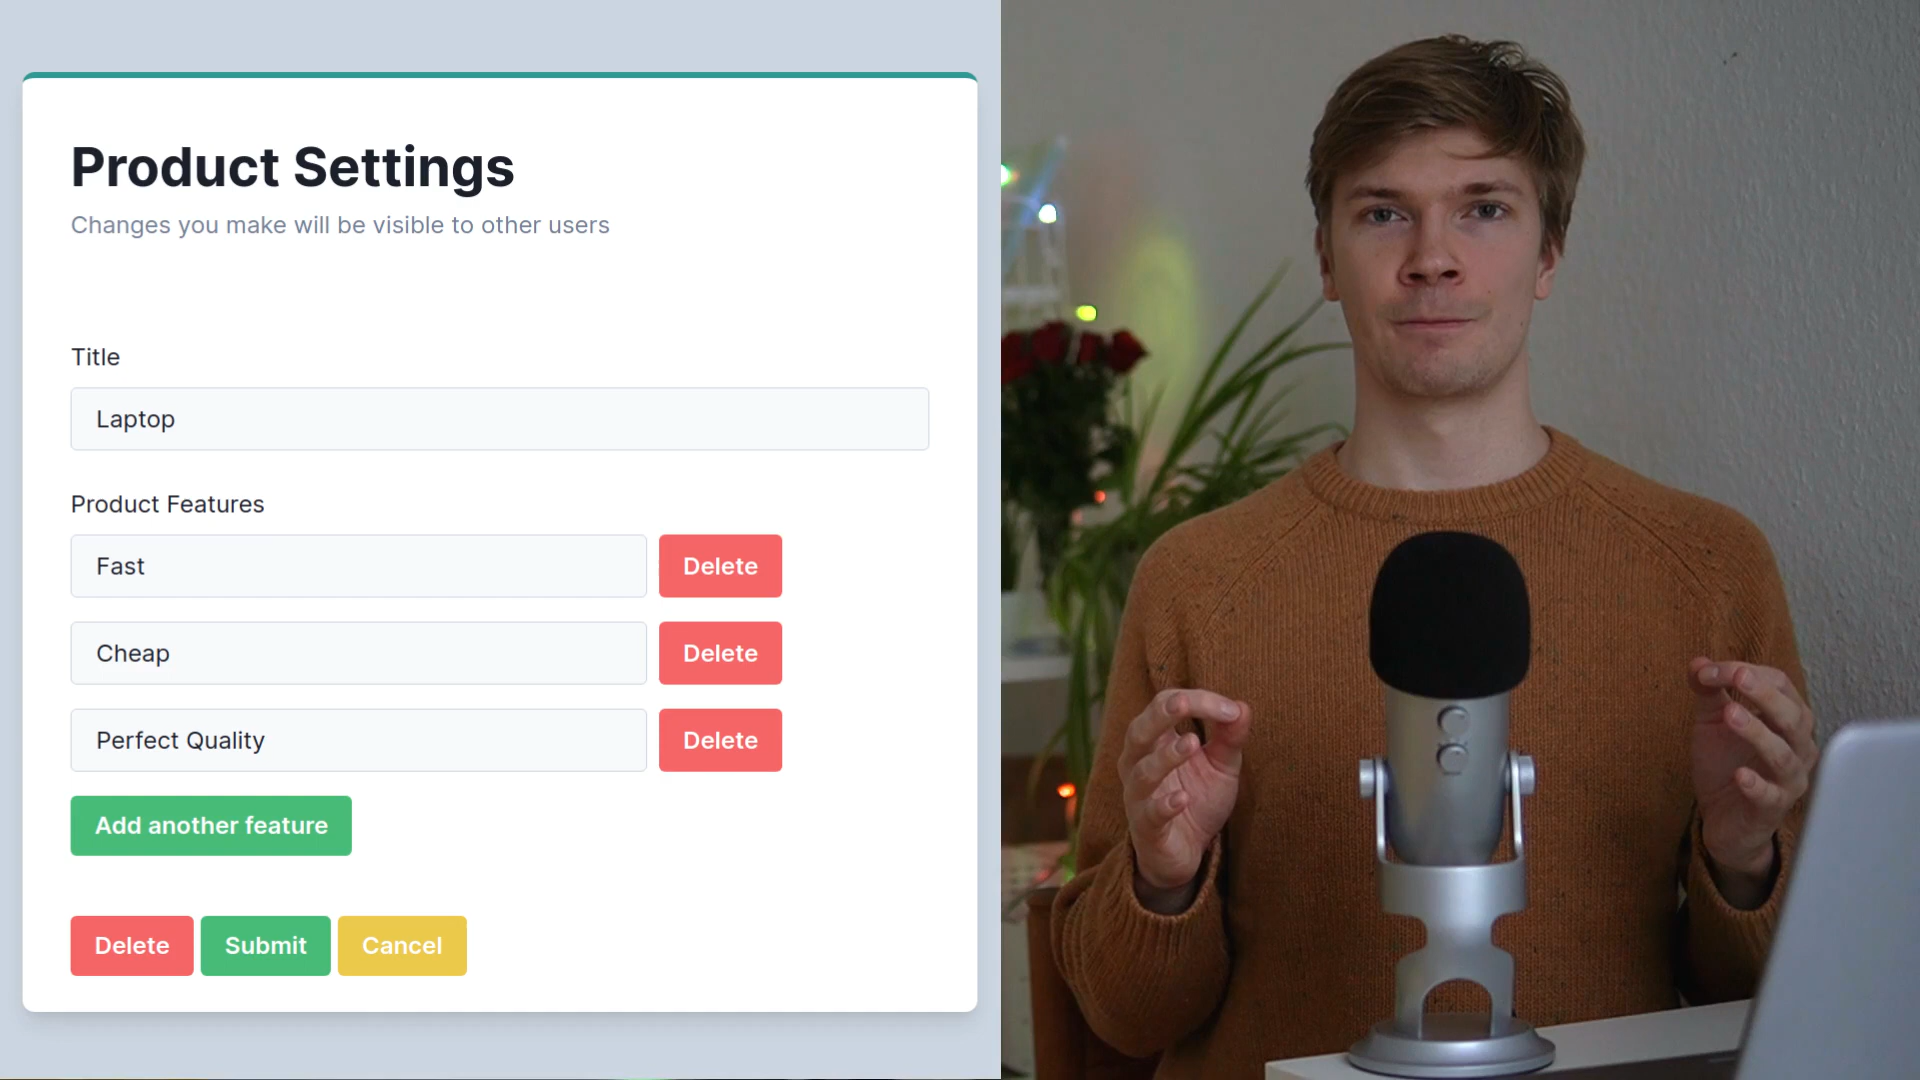 Product Settings
Changes you make will be visible to other users
Title
Laptop
Product Features
Fast Delete
Cheap Delete
Perfect Quality Delete
Add another feature
Delete Submit Cancel